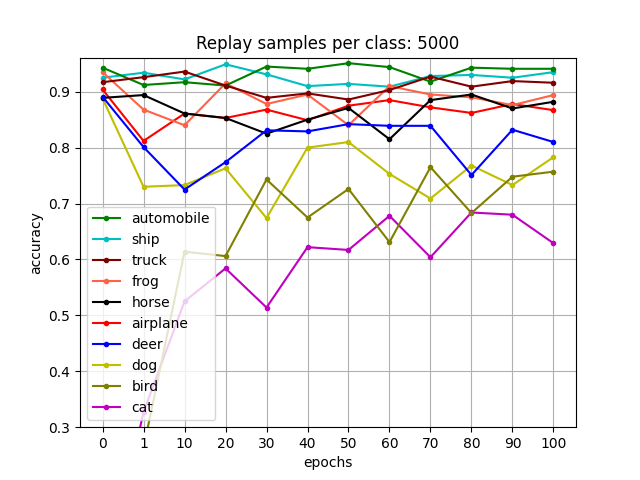 Replay samples per class: 5000
0.9
0.8
0.7
0.6
0.5
0.4
0.3
accuracy
automobile
ship
truck
frog
horse
airplane
deer
dog
bird
cat
0 1 10 20 30 40 50 60 70 80 90 100
epochs